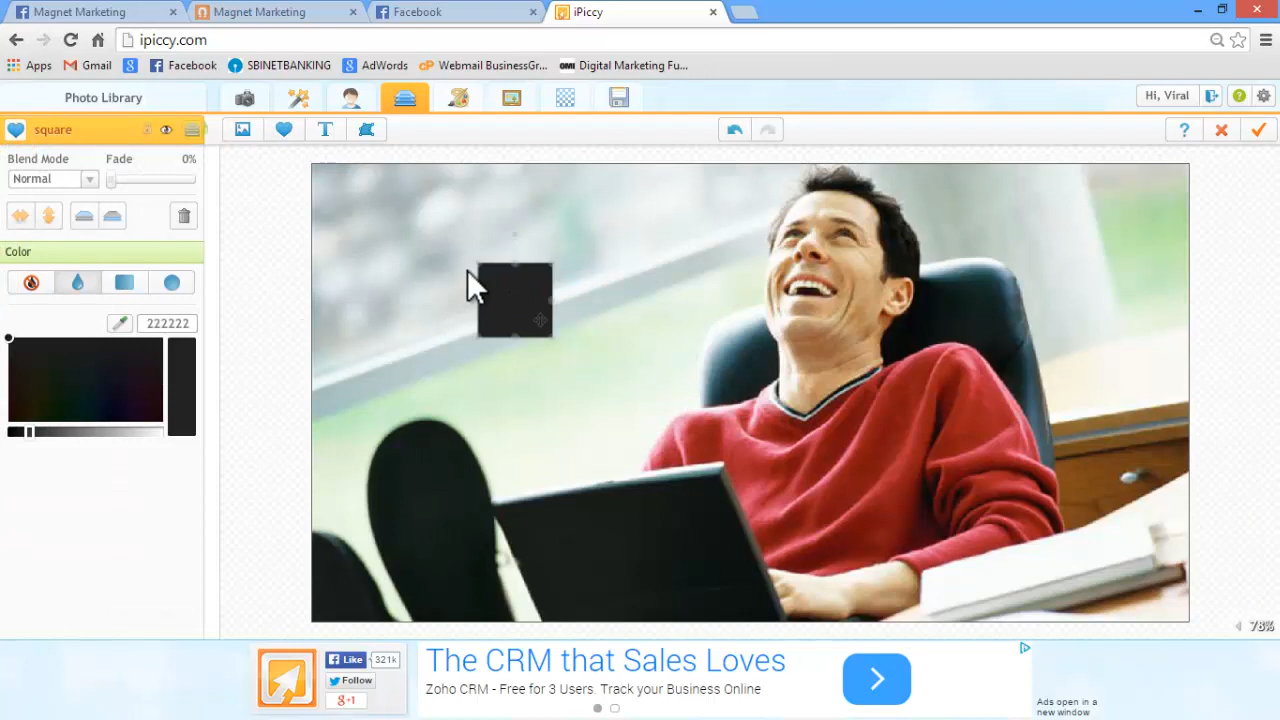 Magnet Marketing
Magnet Marketing
Facebook
iPiccy
ipiccy.com
Apps
Gmail
Facebook
SBINETBANKING
AdWords
Webmail BusinessGr...
Digital Marketing Fu...
Photo Library
Hi, Viral
square
Blend Mode
Fade
0%
Normal
Color
222222
78%
Like
321k
Follow
+1
The CRM that Sales Loves
Zoho CRM - Free for 3 Users. Track your Business Online
Ads open in a
new window